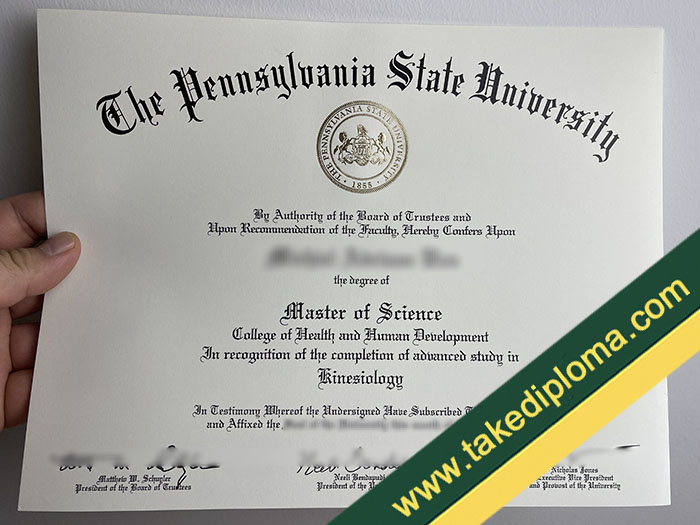 The Pennsylvania State University
THE PENNSYLVANIA STATE UNIVERSITY
· 1855 ·
By Authority of the Board of Trustees and
Upon Recommendation of the Faculty, Hereby Confers Upon
the degree of
Master of Science
College of Health and Human Development
In recognition of the completion of advanced study in
Kinesiology
In Testimony Whereof the Undersigned Have Subscribed
and Affixed the
Matthew W. Schuyler
President of the Board of Trustees
Neeli Bendapudi
President of
Nicholas Jones
Executive Vice President
and Provost of the University
www.takediploma.com